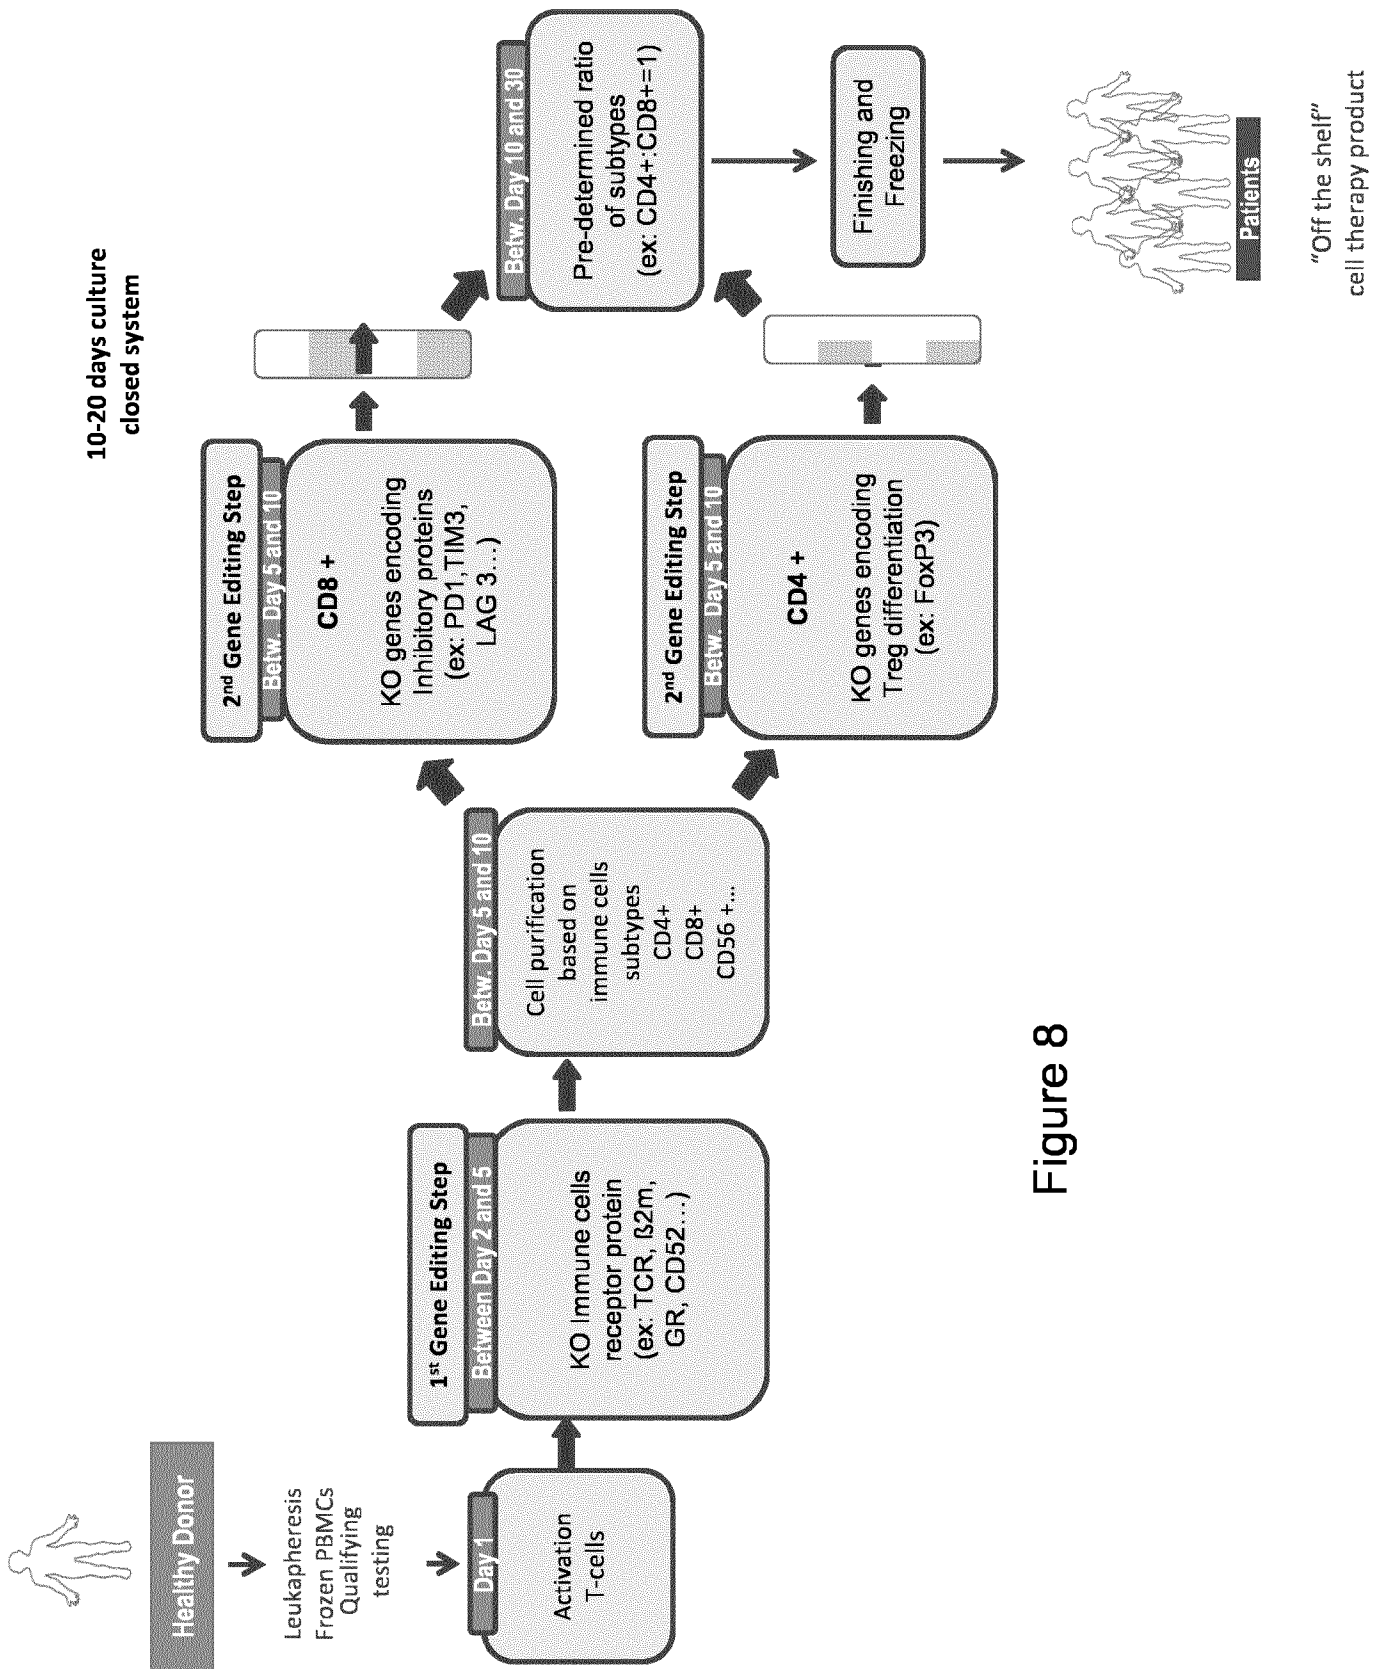 Healthy Donor
Leukapheresis
Frozen PBMCs
Qualifying
testing
Day 1
Activation
T-cells
1st Gene Editing Step
Between Day 2 and 5
KO Immune cells
receptor protein
(ex: TCR, ß2m,
GR, CD52…)
Betw. Day 5 and 10
Cell purification
based on
immune cells
subtypes
CD4+
CD8+
CD56 +…
2nd Gene Editing Step
Betw. Day 5 and 10
CD8 +
KO genes encoding
Inhibitory proteins
(ex: PD1,TIM3,
LAG 3…)
2nd Gene Editing Step
Betw. Day 5 and 10
CD4 +
KO genes encoding
Treg differentiation
(ex: FoxP3)
10-20 days culture
closed system
Betw. Day 10 and 30
Pre-determined ratio
of subtypes
(ex: CD4+:CD8+=1)
Finishing and
Freezing
Patients
“Off the shelf”
cell therapy product
Figure 8